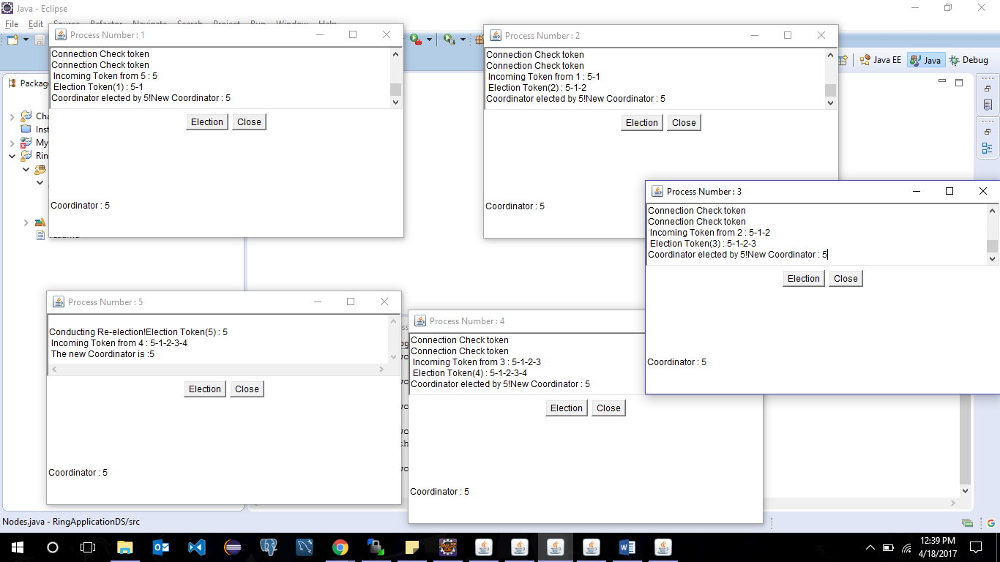 Java - Eclipse
File Edit Source Refactor Navigate Search Project Run Window Help
Process Number : 1
Connection Check token
Connection Check token
Incoming Token from 5 : 5
Election Token(1) : 5-1
Coordinator elected by 5!New Coordinator : 5
Election Close
Coordinator : 5
Process Number : 2
Connection Check token
Connection Check token
Incoming Token from 1 : 5-1
Election Token(2) : 5-1-2
Coordinator elected by 5!New Coordinator : 5
Election Close
Coordinator : 5
Java EE Java Debug
Packag
Cha
Inst
My
Rin
Process Number : 3
Connection Check token
Connection Check token
Incoming Token from 2 : 5-1-2
Election Token(3) : 5-1-2-3
Coordinator elected by 5!New Coordinator : 5
Election Close
Coordinator : 5
Process Number : 5
Conducting Re-election!Election Token(5) : 5
Incoming Token from 4 : 5-1-2-3-4
The new Coordinator is :5
Election Close
Coordinator : 5
Process Number : 4
Connection Check token
Connection Check token
Incoming Token from 3 : 5-1-2-3
Election Token(4) : 5-1-2-3-4
Coordinator elected by 5!New Coordinator : 5
Election Close
Coordinator : 5
Nodes.java - RingApplicationDS/src
12:39 PM
4/18/2017